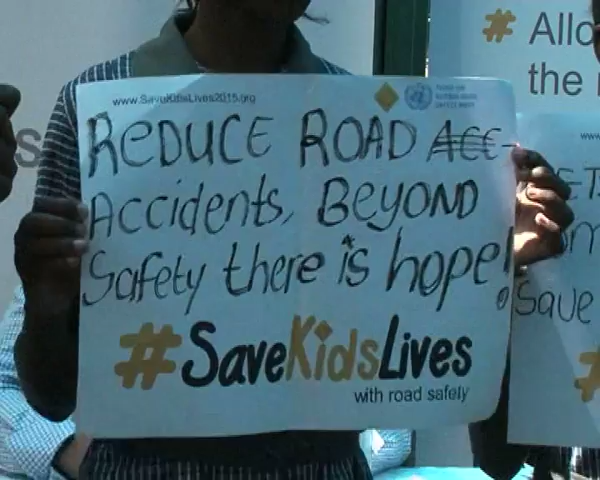 www.SaveKidsLives2015.org
REDUCE ROAD ACC-
Accidents, BEYOND
Safety there is hope!
#SaveKidsLives
with road safety
# Allo
the
ET
Save
#